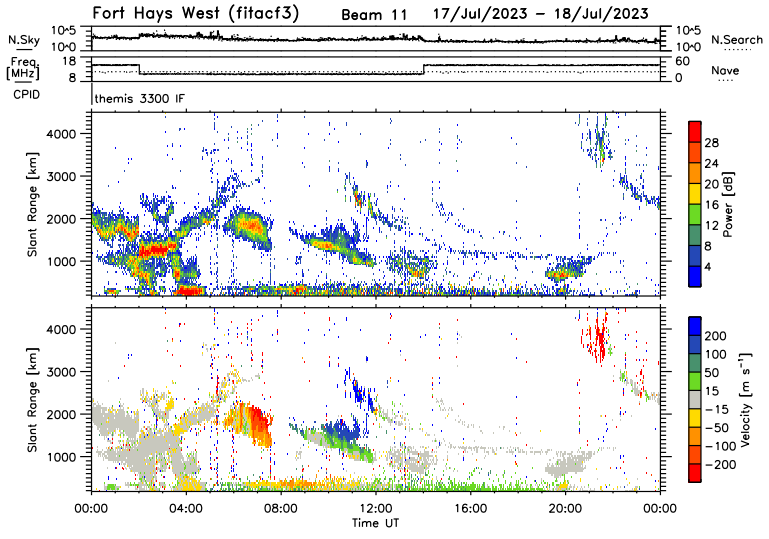 Fort Hays West (fitacf3) Beam 11 17/Jul/2023 – 18/Jul/2023
N.Sky 10^5 10^0 10^5 10^0 N.Search
Freq. [MHz] 18 8 60 0 Nave
CPID themis 3300 IF
Slant Range [km] 4000 3000 2000 1000
Power [dB] 28 24 20 16 12 8 4
Slant Range [km] 4000 3000 2000 1000
Velocity [m s⁻¹] 200 100 50 15 −15 −50 −100 −200
00:00 04:00 08:00 12:00 16:00 20:00 00:00
Time UT